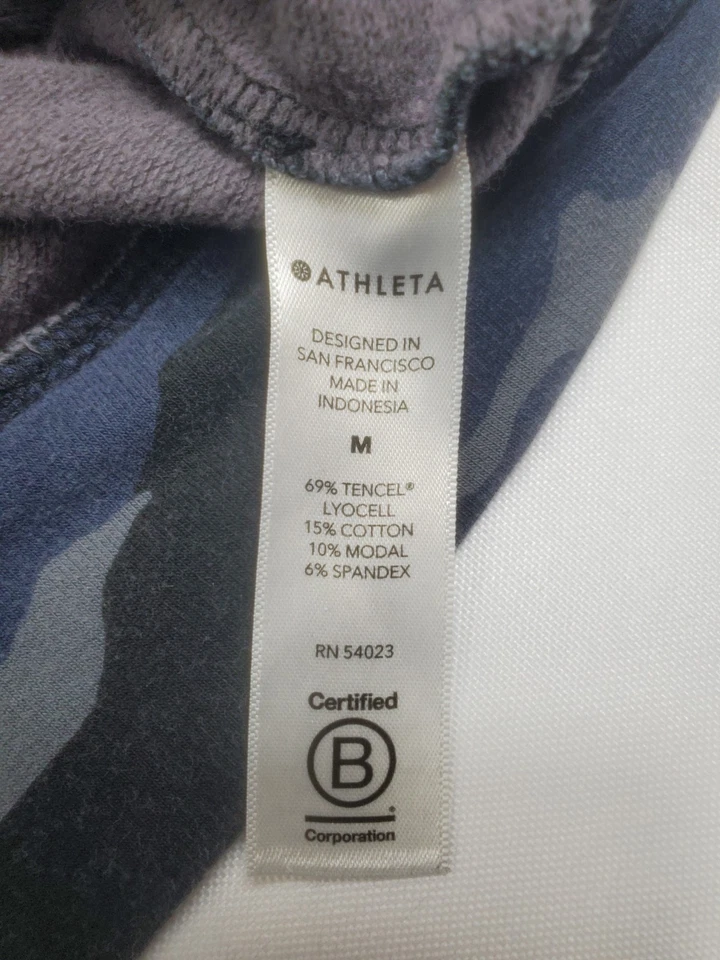 ATHLETA
DESIGNED IN
SAN FRANCISCO
MADE IN
INDONESIA
M
69% TENCEL®
LYOCELL
15% COTTON
10% MODAL
6% SPANDEX
RN 54023
Certified
B
Corporation